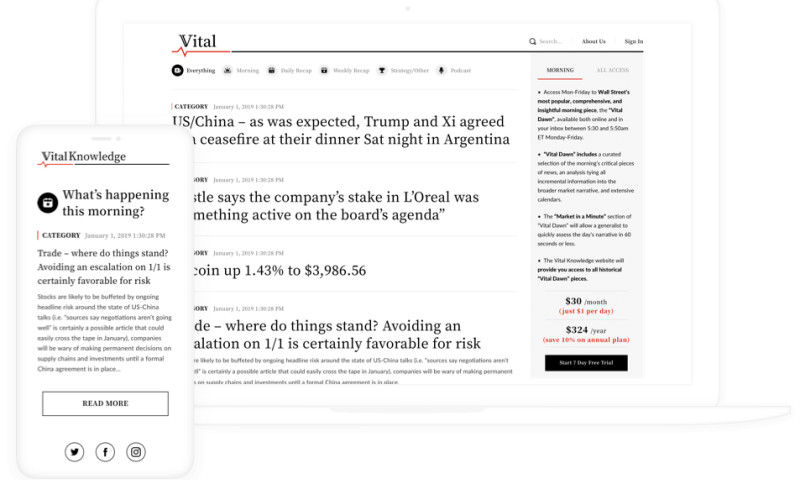 Vital
Search...
About Us
Sign In
Everything
Morning
Daily Recap
Weekly Recap
Strategy/Other
Podcast
CATEGORY January 1, 2019 1:30:28 PM
US/China – as was expected, Trump and Xi agreed
ceasefire at their dinner Sat night in Argentina
January 1, 2019 1:30:28 PM
says the company's stake in L'Oreal was
active on the board's agenda”
January 1, 2019 1:30:28 PM
up 1.43% to $3,986.56
January 1, 2019 1:30:28 PM
– where do things stand? Avoiding an
on 1/1 is certainly favorable for risk
likely to be buffeted by ongoing headline risk around the state of US-China talks (i.e. “sources say negotiations aren't
is certainly a possible article that could easily cross the tape in January), companies will be wary of making permanent
on supply chains and investments until a formal China agreement is in place
MORNING
ALL ACCESS
• Access Mon-Friday to Wall Street's
most popular, comprehensive, and
insightful morning piece, the “Vital
Dawn”, available both online and in
your inbox between 5:30 and 5:50am
ET Monday-Friday.
• “Vital Dawn” includes a curated
selection of the morning's critical pieces
of news, an analysis tying all
incremental information into the
broader market narrative, and extensive
calendars.
• The “Market in a Minute” section of
“Vital Dawn” will allow a generalist to
quickly assess the day's narrative in 60
seconds or less.
• The Vital Knowledge website will
provide you access to all historical
“Vital Dawn” pieces.
$30 /month
(just $1 per day)
$324 /year
(save 10% on annual plan)
Start 7 Day Free Trial
VitalKnowledge
What's happening
this morning?
CATEGORY January 1, 2019 1:30:28 PM
Trade – where do things stand?
Avoiding an escalation on 1/1 is
certainly favorable for risk
Stocks are likely to be buffeted by ongoing
headline risk around the state of US-China
talks (i.e. “sources say negotiations aren't going
well” is certainly a possible article that could
easily cross the tape in January), companies
will be wary of making permanent decisions on
supply chains and investments until a formal
China agreement is in place...
READ MORE